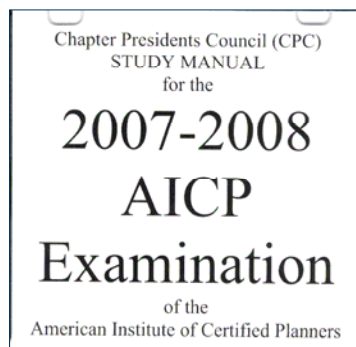 Chapter Presidents Council (CPC)
STUDY MANUAL
for the
2007-2008
AICP
Examination
of the
American Institute of Certified Planners